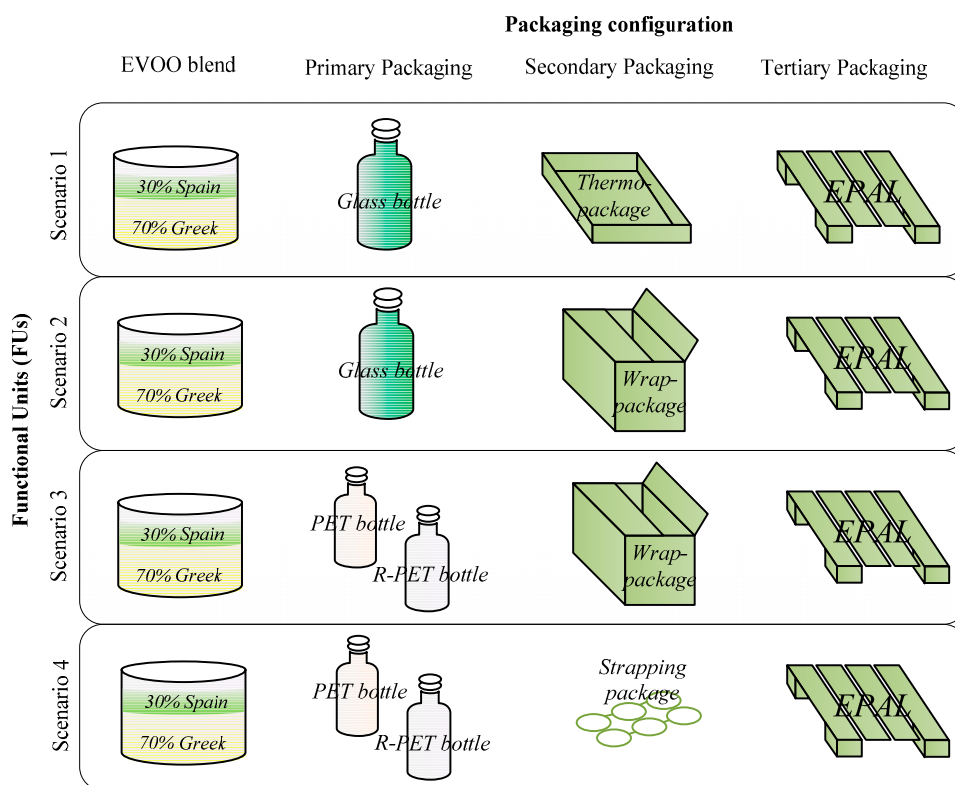 Packaging configuration
EVOO blend
Primary Packaging
Secondary Packaging
Tertiary Packaging
Functional Units (FUs)
Scenario 1
30% Spain
70% Greek
Glass bottle
Thermo-
package
EPAL
Scenario 2
30% Spain
70% Greek
Glass bottle
Wrap-
package
EPAL
Scenario 3
30% Spain
70% Greek
PET bottle
R-PET bottle
Wrap-
package
EPAL
Scenario 4
30% Spain
70% Greek
PET bottle
R-PET bottle
Strapping
package
EPAL